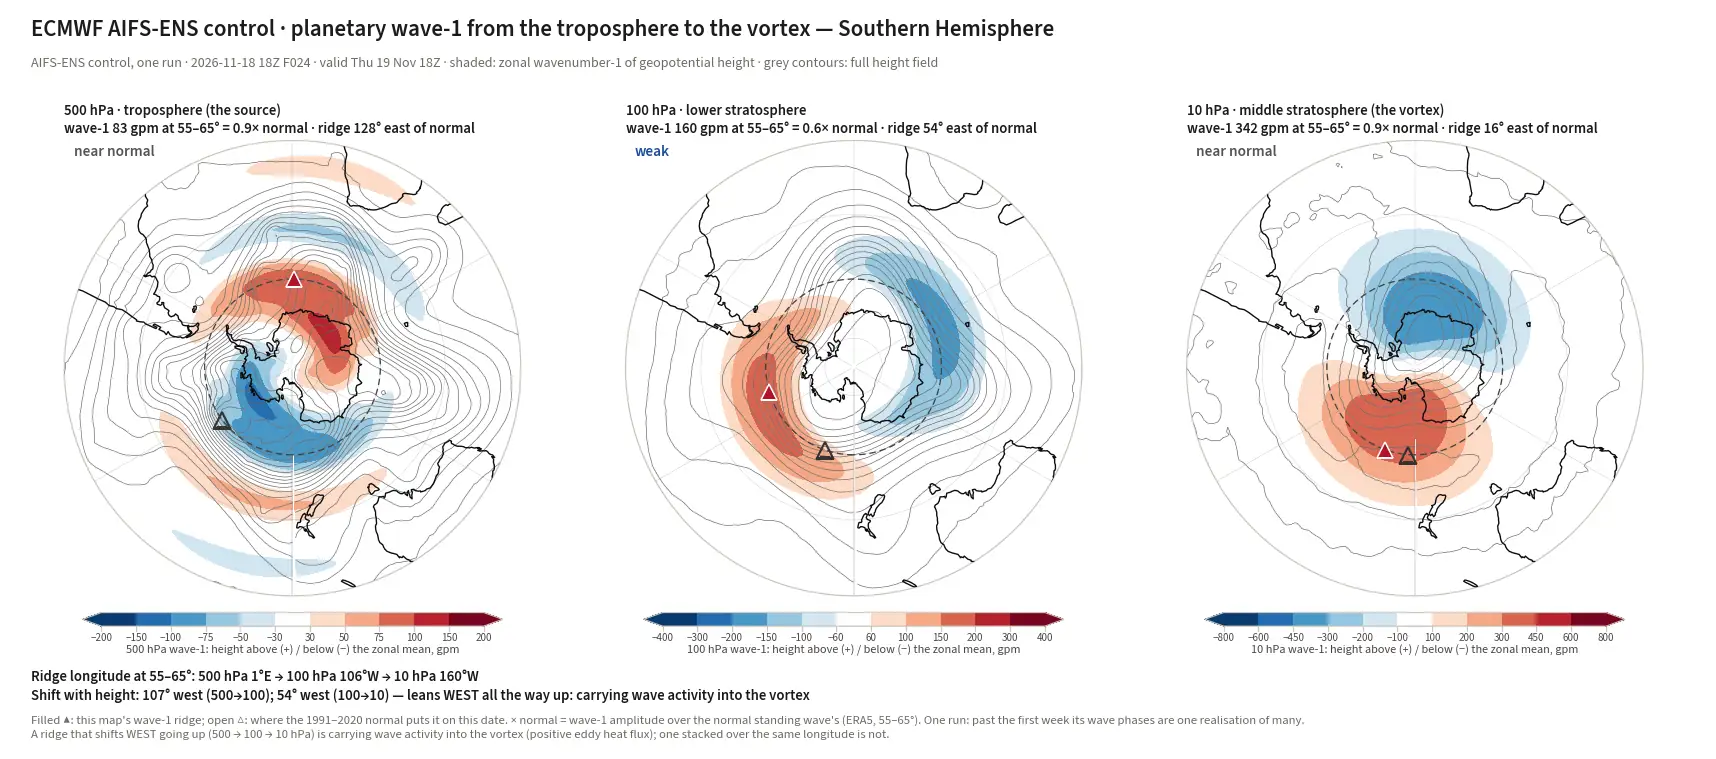 ECMWF AIFS-ENS control · planetary wave-1 from the troposphere to the vortex — Southern Hemisphere
AIFS-ENS control, one run · 2026-11-18 18Z F024 · valid Thu 19 Nov 18Z · shaded: zonal wavenumber-1 of geopotential height · grey contours: full height field
500 hPa · troposphere (the source)
wave-1 83 gpm at 55–65° = 0.9× normal · ridge 128° east of normal
near normal
100 hPa · lower stratosphere
wave-1 160 gpm at 55–65° = 0.6× normal · ridge 54° east of normal
weak
10 hPa · middle stratosphere (the vortex)
wave-1 342 gpm at 55–65° = 0.9× normal · ridge 16° east of normal
near normal
−200 −150 −100 −75 −50 −30 30 50 75 100 150 200
500 hPa wave-1: height above (+) / below (−) the zonal mean, gpm
−400 −300 −200 −150 −100 −60 60 100 150 200 300 400
100 hPa wave-1: height above (+) / below (−) the zonal mean, gpm
−800 −600 −450 −300 −200 −100 100 200 300 450 600 800
10 hPa wave-1: height above (+) / below (−) the zonal mean, gpm
Ridge longitude at 55–65°: 500 hPa 1°E → 100 hPa 106°W → 10 hPa 160°W
Shift with height: 107° west (500→100); 54° west (100→10) — leans WEST all the way up: carrying wave activity into the vortex
Filled ▲: this map's wave-1 ridge; open △: where the 1991–2020 normal puts it on this date. × normal = wave-1 amplitude over the normal standing wave's (ERA5, 55–65°). One run: past the first week its wave phases are one realisation of many.
A ridge that shifts WEST going up (500 → 100 → 10 hPa) is carrying wave activity into the vortex (positive eddy heat flux); one stacked over the same longitude is not.